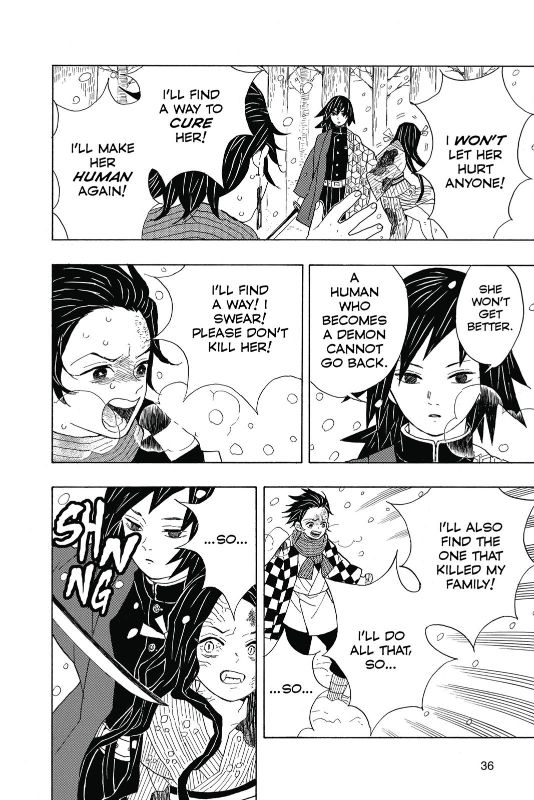 I WON'T
LET HER
HURT
ANYONE!
I'LL FIND
A WAY TO
CURE
HER!
I'LL MAKE
HER
HUMAN
AGAIN!
SHE
WON'T
GET
BETTER.
A
HUMAN
WHO
BECOMES
A DEMON
CANNOT
GO BACK.
I'LL FIND
A WAY! I
SWEAR!
PLEASE DON'T
KILL HER!
I'LL ALSO
FIND THE
ONE THAT
KILLED MY
FAMILY!
I'LL DO
ALL THAT,
SO...
...SO...
...SO...
SHN
NG
36